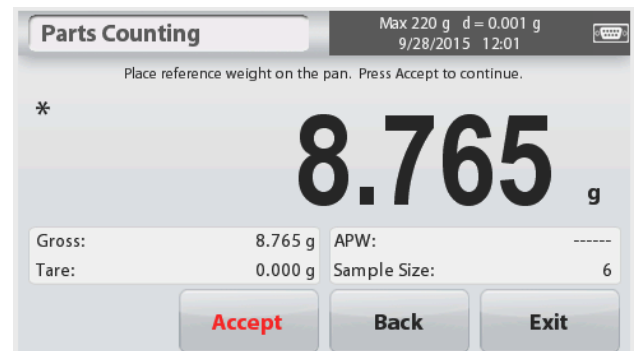 Parts Counting
Max 220 g d = 0.001 g
9/28/2015 12:01
Place reference weight on the pan. Press Accept to continue.
*
8.765 g
Gross: 8.765 g APW: ------
Tare: 0.000 g Sample Size: 6
Accept Back Exit